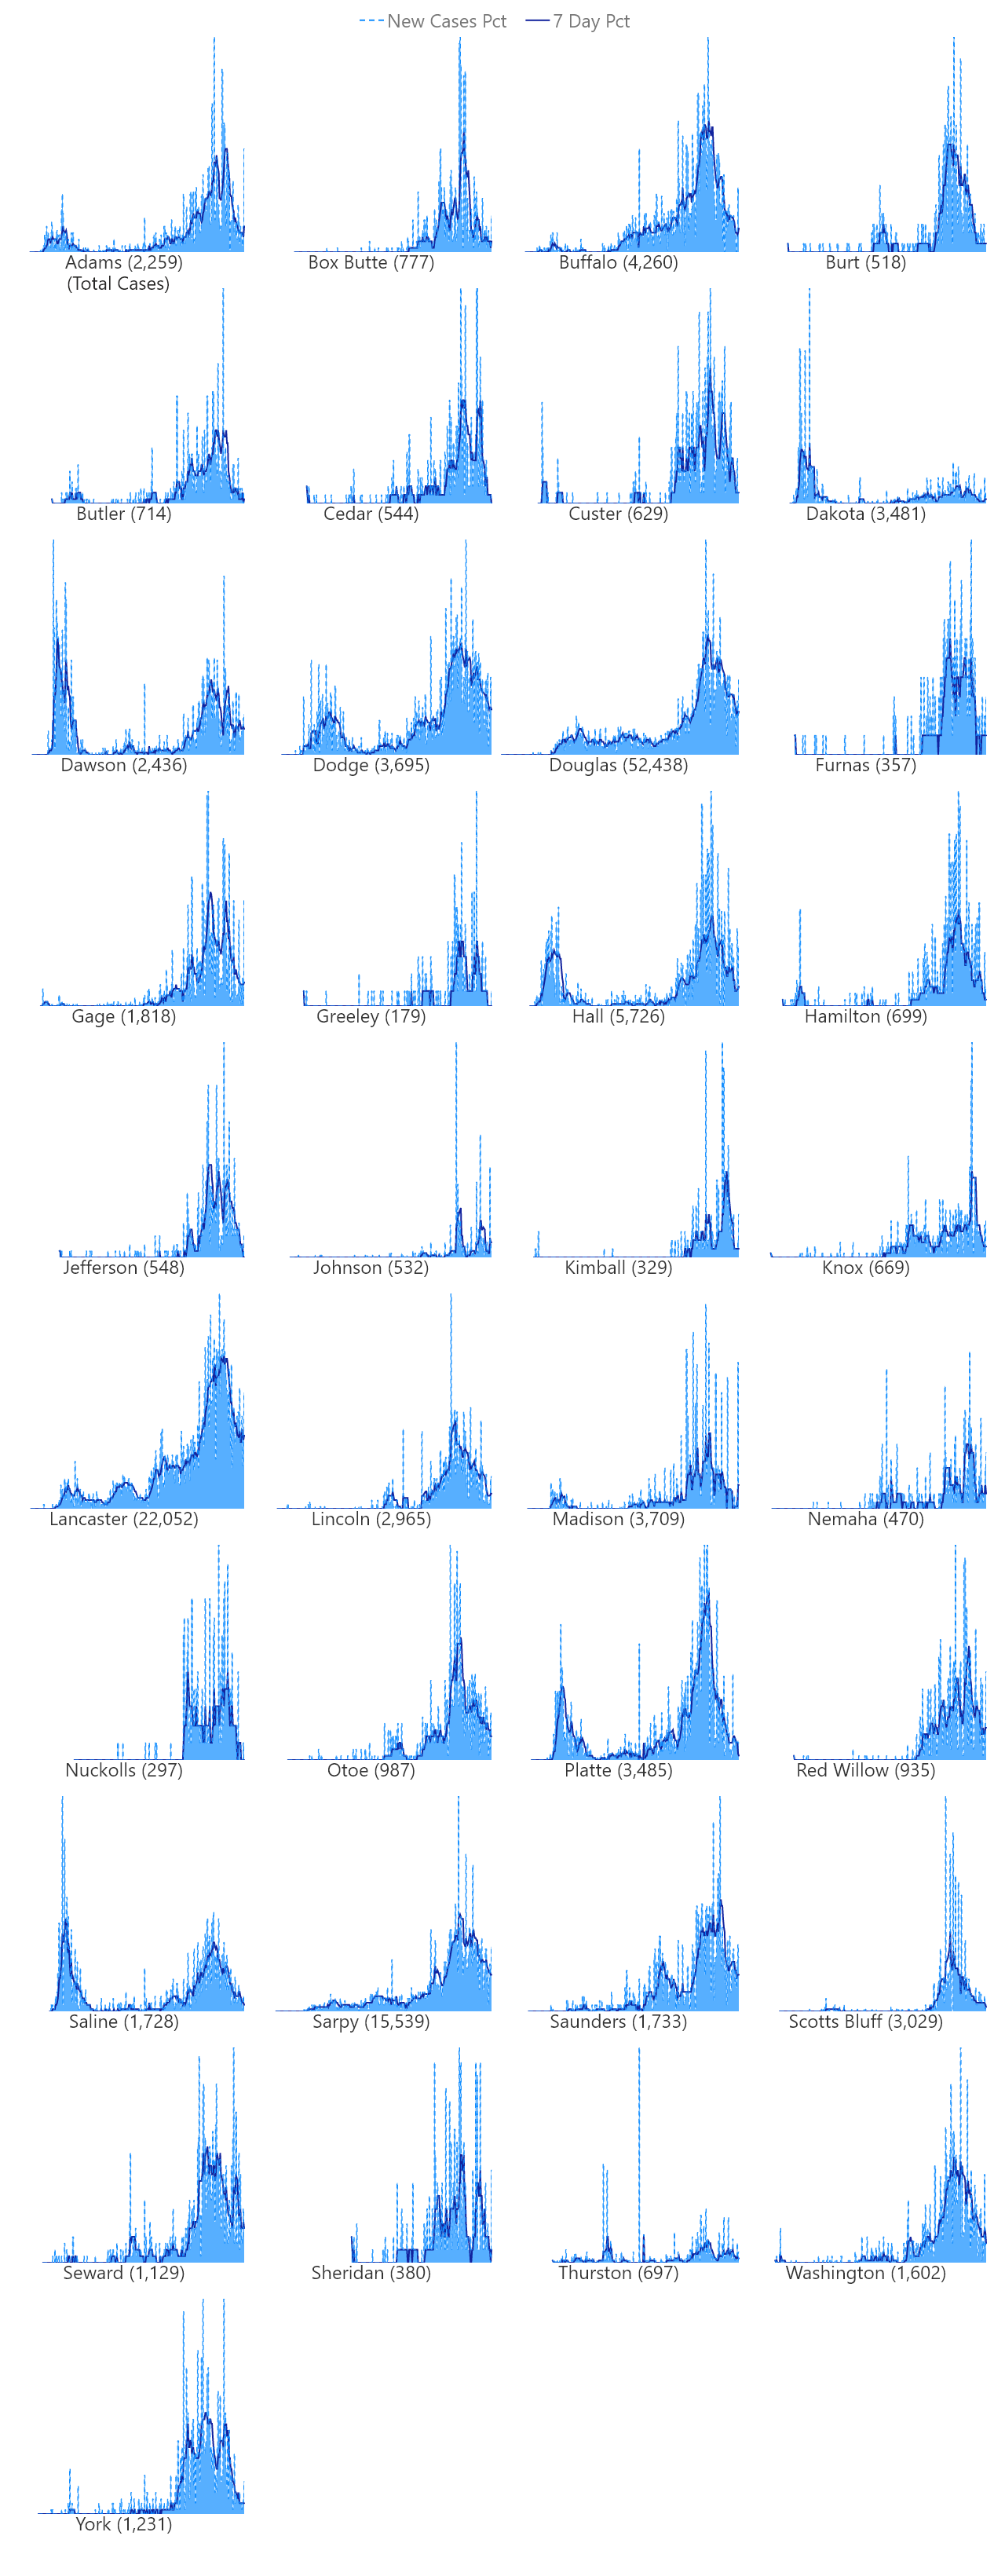 New Cases Pct 7 Day Pct
Adams (2,259) Box Butte (777) Buffalo (4,260) Burt (518)
(Total Cases)
Butler (714) Cedar (544) Custer (629) Dakota (3,481)
Dawson (2,436) Dodge (3,695) Douglas (52,438) Furnas (357)
Gage (1,818) Greeley (179) Hall (5,726) Hamilton (699)
Jefferson (548) Johnson (532) Kimball (329) Knox (669)
Lancaster (22,052) Lincoln (2,965) Madison (3,709) Nemaha (470)
Nuckolls (297) Otoe (987) Platte (3,485) Red Willow (935)
Saline (1,728) Sarpy (15,539) Saunders (1,733) Scotts Bluff (3,029)
Seward (1,129) Sheridan (380) Thurston (697) Washington (1,602)
York (1,231)